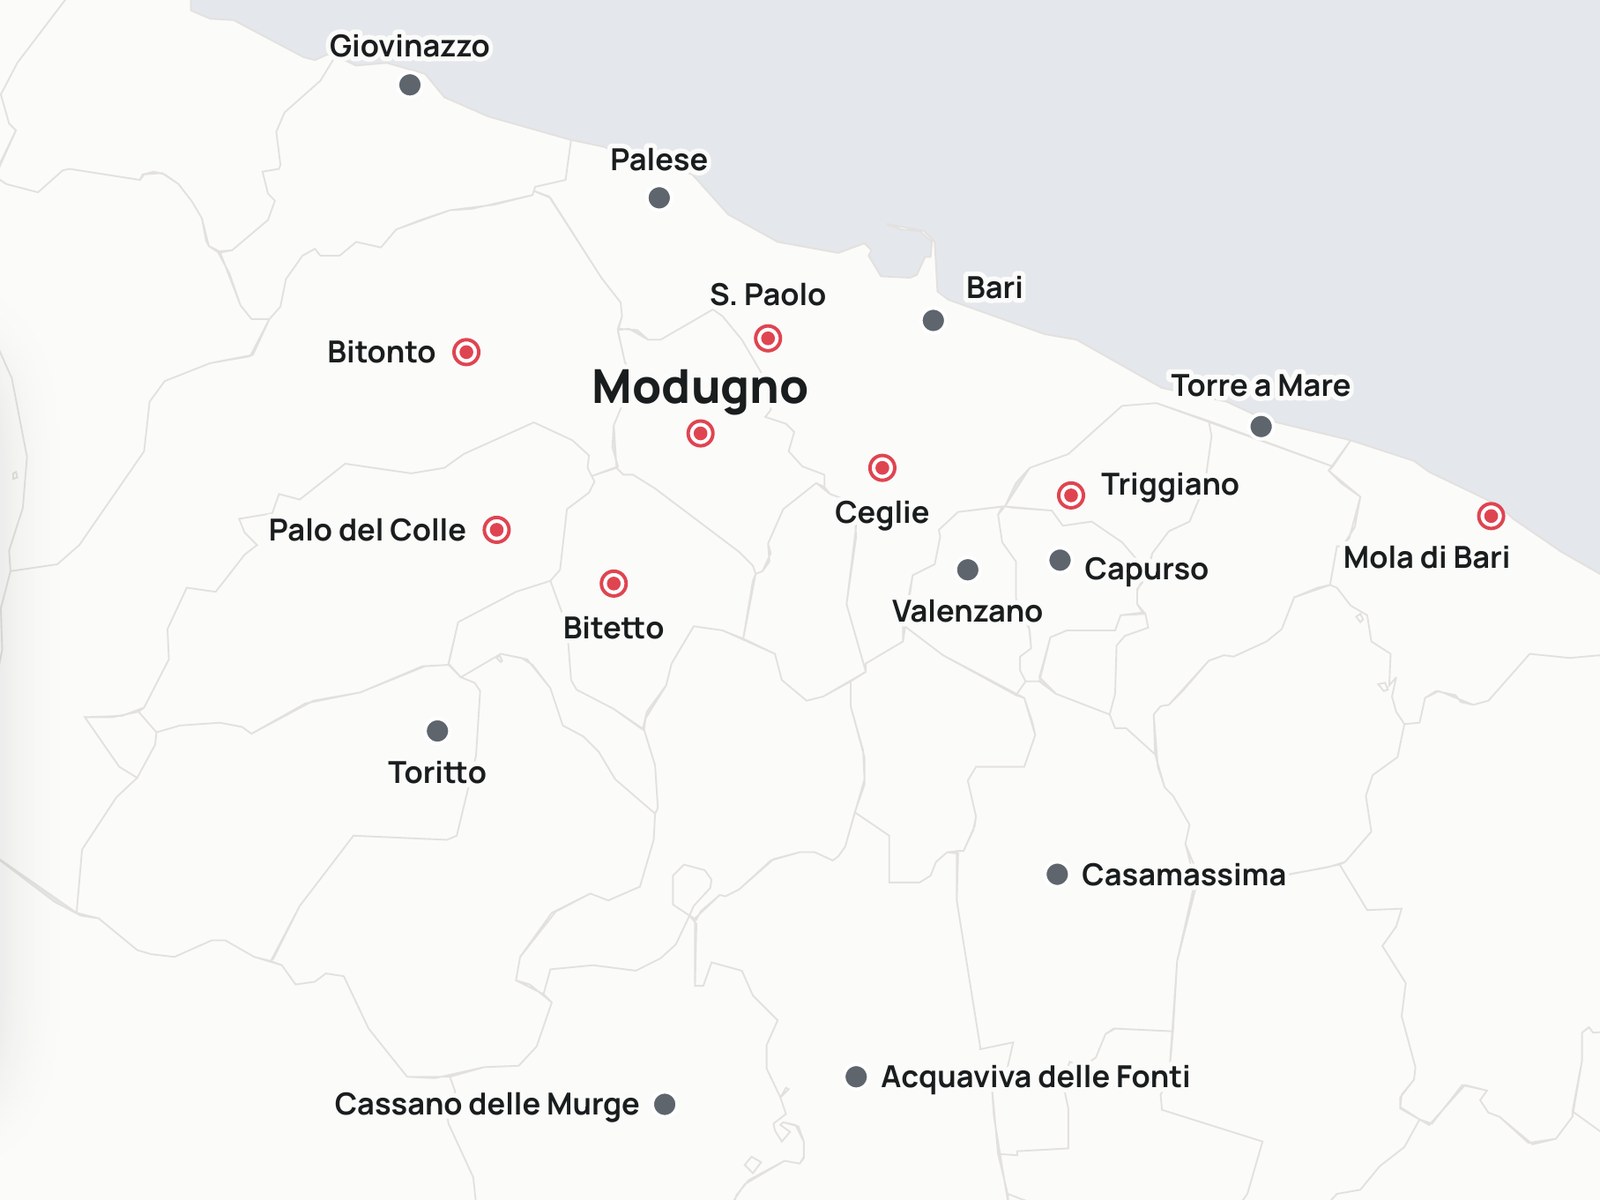 Giovinazzo
Palese
Bari
S. Paolo
Bitonto
Modugno
Torre a Mare
Triggiano
Ceglie
Palo del Colle
Mola di Bari
Capurso
Valenzano
Bitetto
Toritto
Casamassima
Acquaviva delle Fonti
Cassano delle Murge